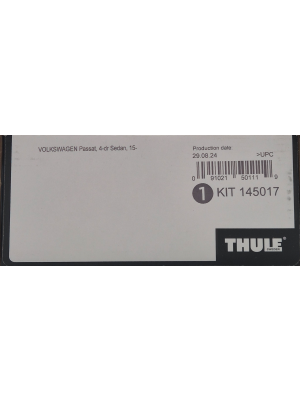 VOLKSWAGEN Passat, 4-dr Sedan, 15-
Production date
29.08.24 >UPC
0 91021 50111 9
1 KIT 145017
THULE
SWEDEN